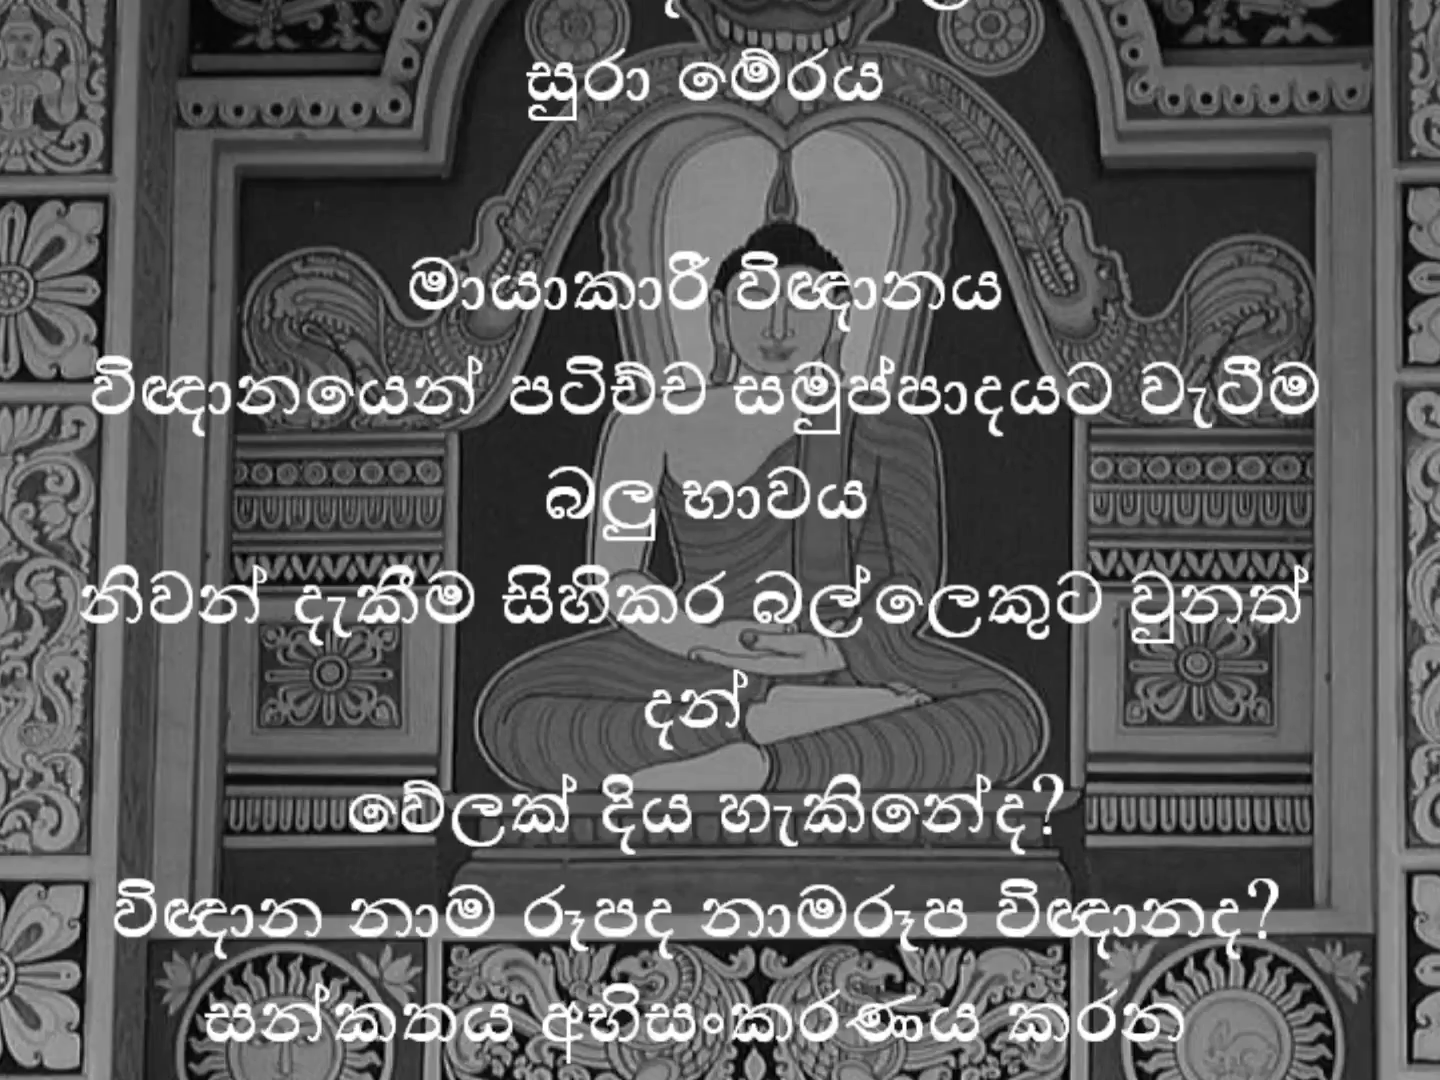 සුරා මේරය
මායාකාරී විඥානය
විඥානයෙන් පටිච්ච සමුප්පාදයට වැටීම
බලු භාවය
නිවන් දැකීම සිහිකර බල්ලෙකුට වුනත්
දන්
වේලක් දිය හැකිනේද?
විඥාන නාම රූපද නාමරූප විඥානද?
සන්කතය අභිසංකරණය කරන